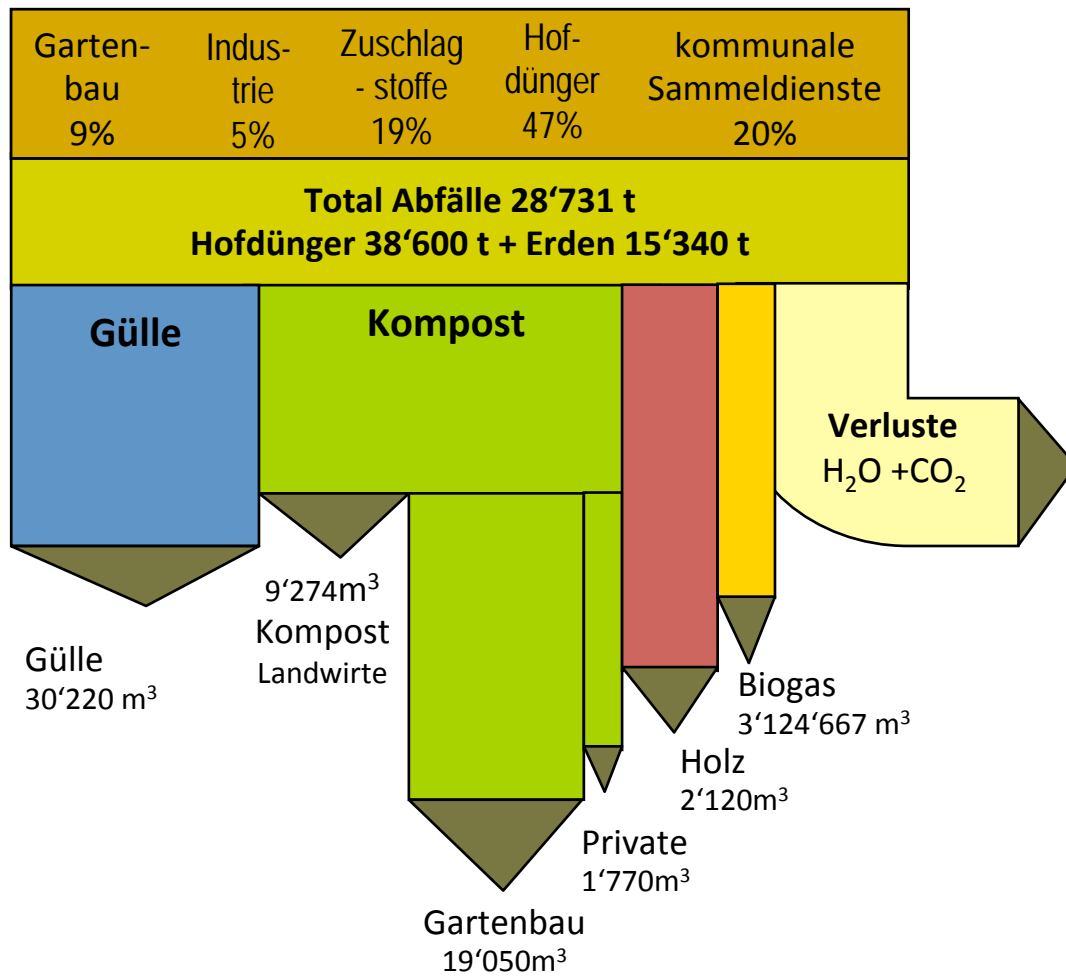 Garten-
bau
9%
Indus-
trie
5%
Zuschlag
- stoffe
19%
Hof-
dünger
47%
kommunale
Sammeldienste
20%
Total Abfälle 28‘731 t
Hofdünger 38‘600 t + Erden 15‘340 t
Gülle
Kompost
Verluste
H₂O +CO₂
Gülle
30‘220 m³
9‘274m³
Kompost
Landwirte
Gartenbau
19‘050m³
Private
1‘770m³
Holz
2‘120m³
Biogas
3‘124‘667 m³